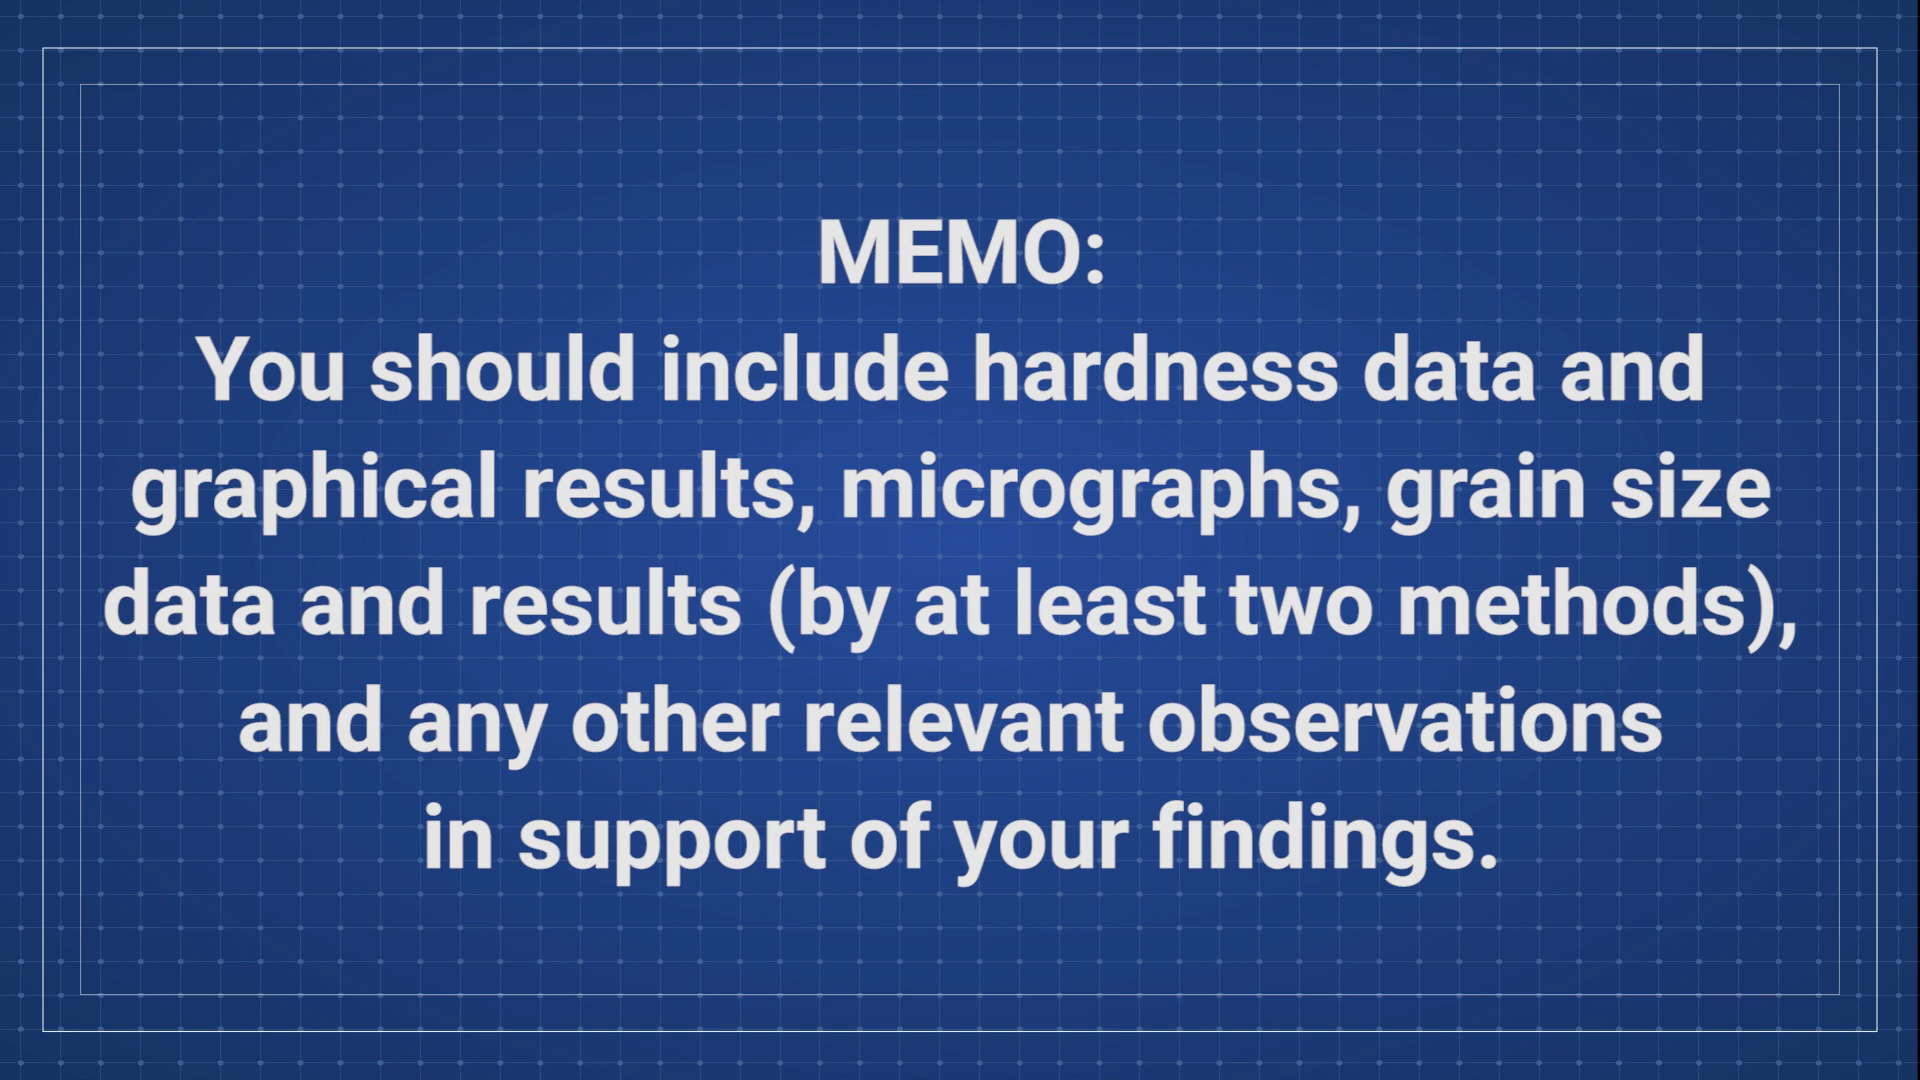 MEMO:
You should include hardness data and
graphical results, micrographs, grain size
data and results (by at least two methods),
and any other relevant observations
in support of your findings.